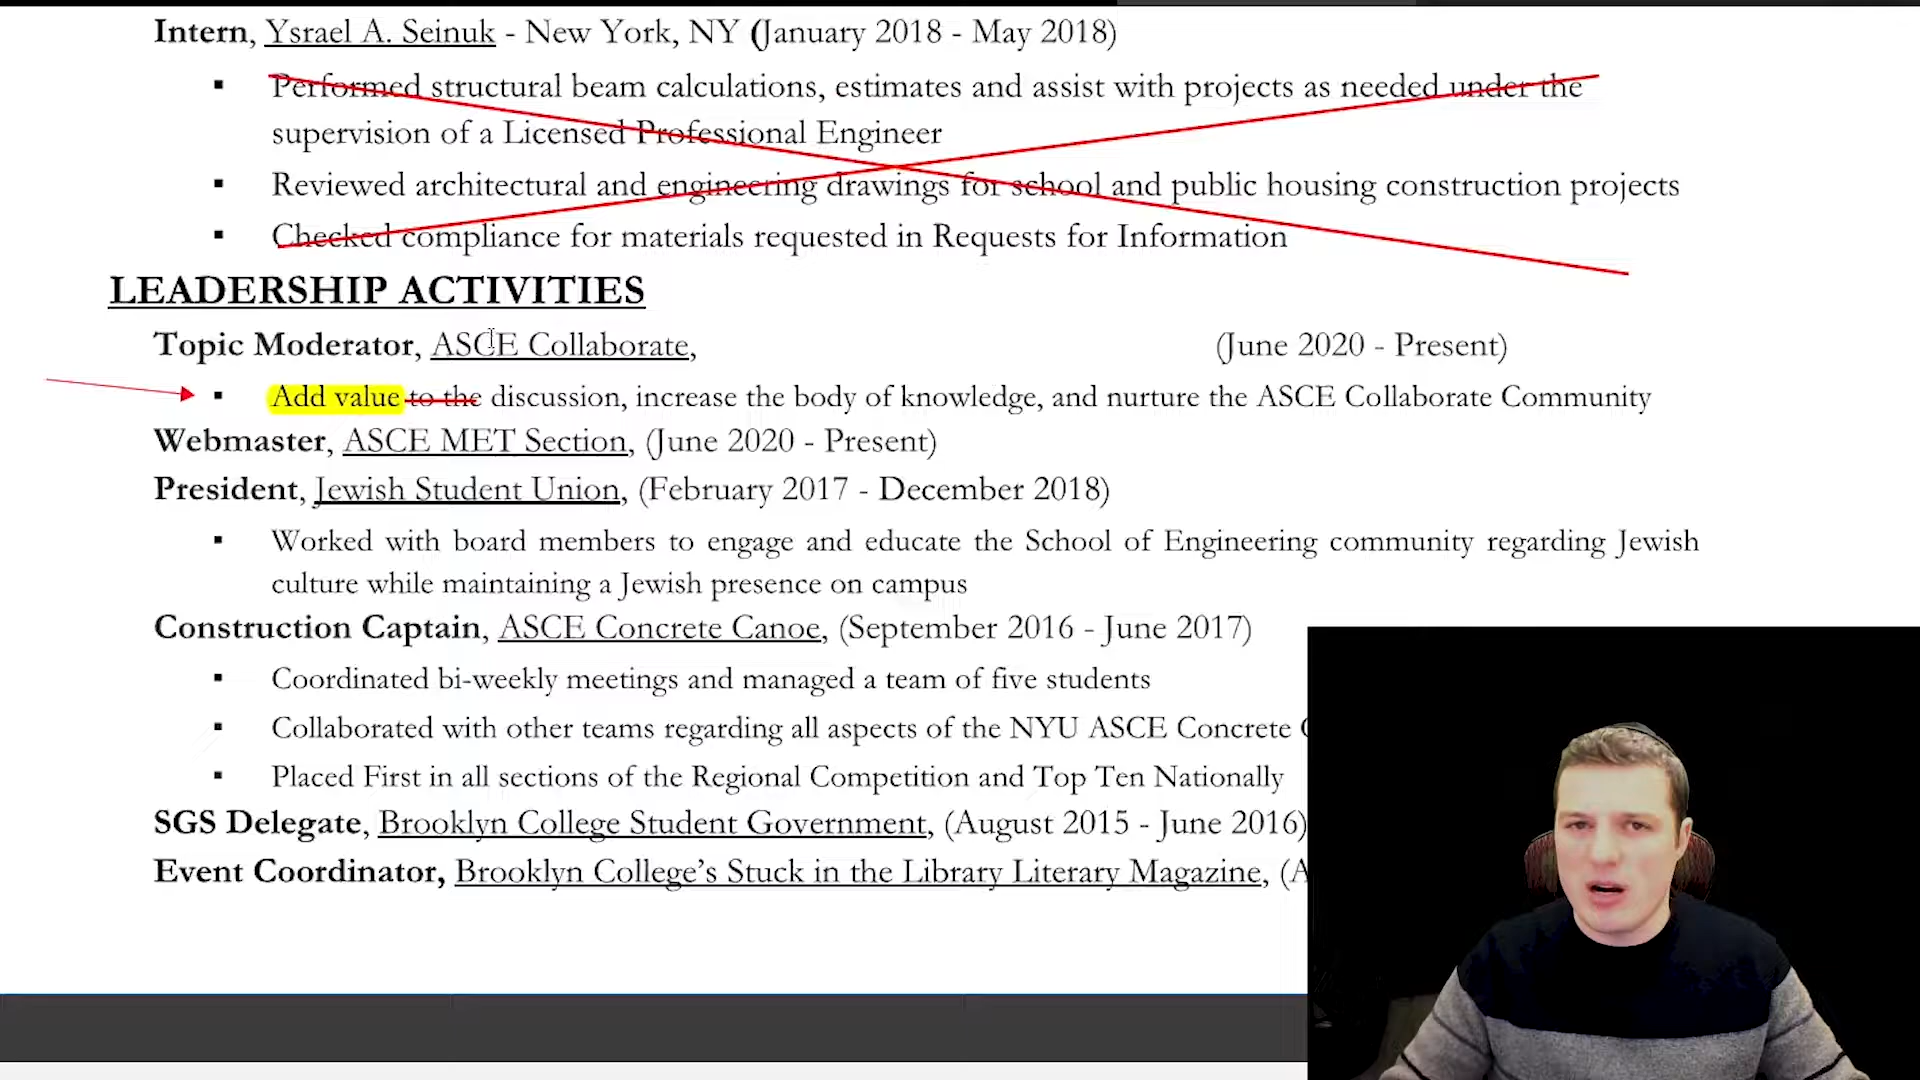 Intern, Ysrael A. Seinuk - New York, NY (January 2018 - May 2018)
▪ Performed structural beam calculations, estimates and assist with projects as needed under the
supervision of a Licensed Professional Engineer
▪ Reviewed architectural and engineering drawings for school and public housing construction projects
▪ Checked compliance for materials requested in Requests for Information
LEADERSHIP ACTIVITIES
Topic Moderator, ASCE Collaborate, (June 2020 - Present)
▪ Add value to the discussion, increase the body of knowledge, and nurture the ASCE Collaborate Community
Webmaster, ASCE MET Section, (June 2020 - Present)
President, Jewish Student Union, (February 2017 - December 2018)
▪ Worked with board members to engage and educate the School of Engineering community regarding Jewish
culture while maintaining a Jewish presence on campus
Construction Captain, ASCE Concrete Canoe, (September 2016 - June 2017)
▪ Coordinated bi-weekly meetings and managed a team of five students
▪ Collaborated with other teams regarding all aspects of the NYU ASCE Concrete
▪ Placed First in all sections of the Regional Competition and Top Ten Nationally
SGS Delegate, Brooklyn College Student Government, (August 2015 - June 2016)
Event Coordinator, Brooklyn College's Stuck in the Library Literary Magazine, (A